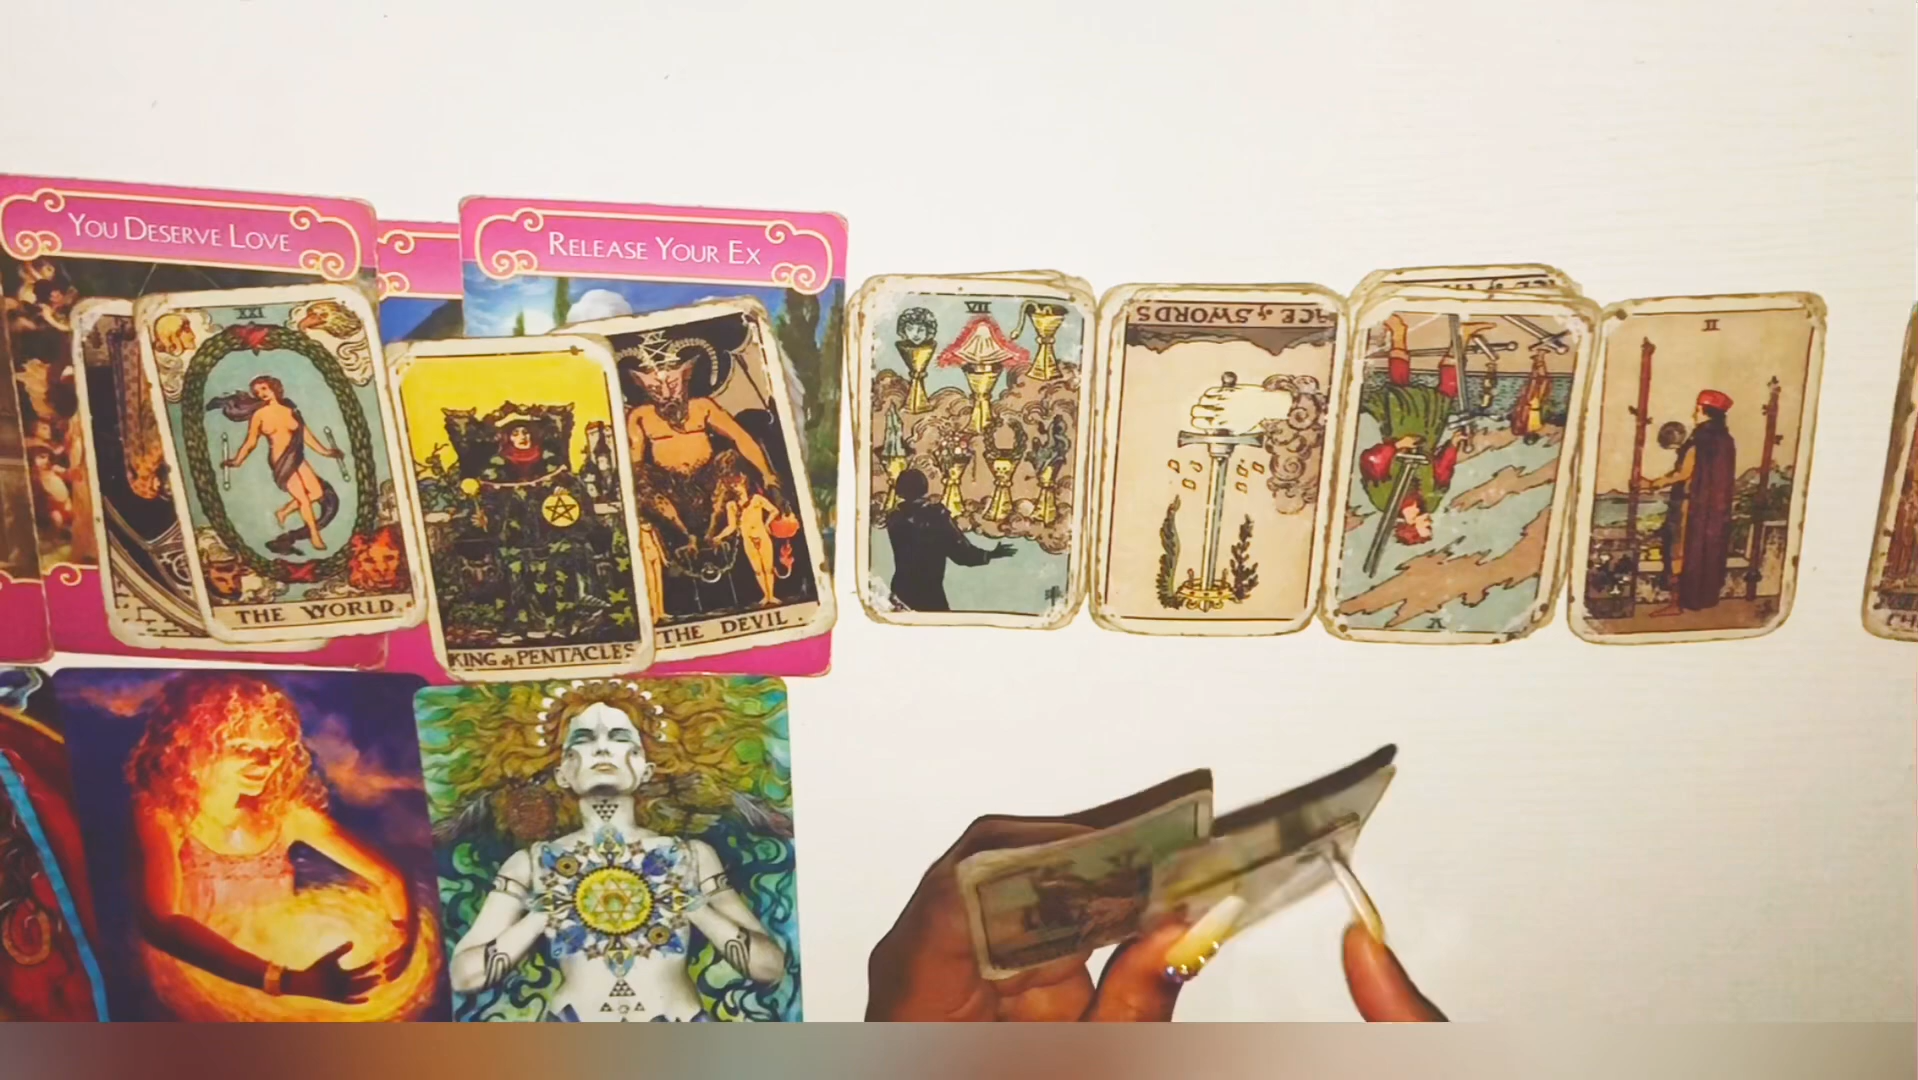 You Deserve Love
Release Your Ex
XXI
THE WORLD.
KING of PENTACLES
THE DEVIL.
VII
ACE of SWORDS
V
II